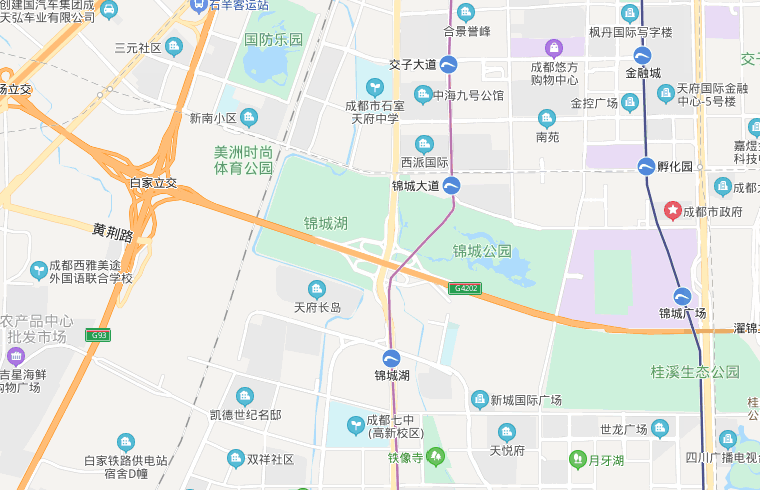 创建国汽车集团成
天弘车业有限公司
石羊客运站
三元社区
国防乐园
合景誉峰
枫丹国际写字楼
交子大道
成都悠方
购物中心
金融城
交子
场立交
成都市石室
天府中学
中海九号公馆
金控广场
天府国际金融
中心-5号楼
新南小区
南苑
嘉煜金
科技中
美洲时尚
体育公园
西派国际
孵化园
白家立交
锦城大道
成都大
成都市政府
锦城湖
锦城公园
黄荆路
成都西雅美途
外国语联合学校
G4202
天府长岛
锦城广场
农产品中心
批发市场
G93
濯锦
吉星海鲜
购物广场
锦城湖
桂溪生态公园
凯德世纪名邸
新城国际广场
桂
公
成都七中
(高新校区)
世龙广场
白家铁路供电站
宿舍D幢
双祥社区
铁像寺
天悦府
月牙湖
四川广播电视台